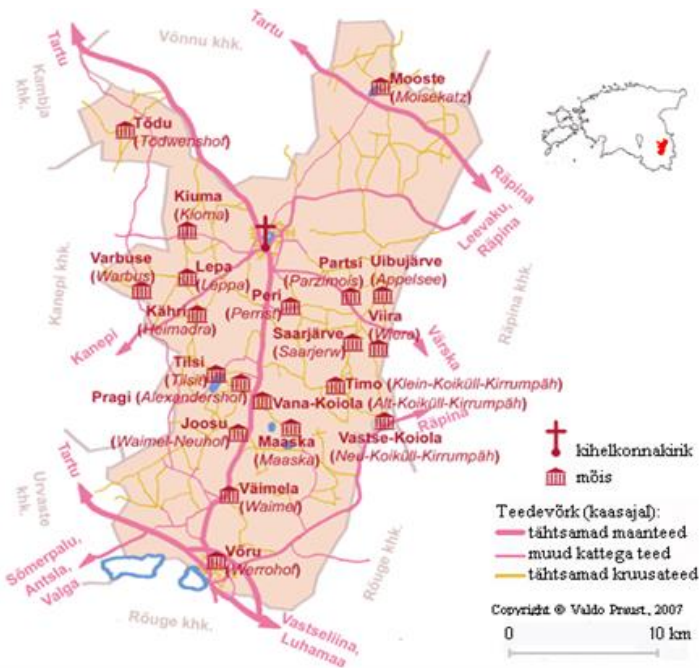 Tartu
Võnnu khk.
Tartu
Kambja
khk.
Mooste
(Moisekatz)
Tõdu
(Tödwenshof)
Räpina
Leevaku,
Räpina
Kiuma
(Kioma)
Kanepi khk.
Varbuse
(Warbus)
Lepa
(Leppa)
Partsi
(Parzimois)
Uibujärve
(Appelsee)
Räpina khk.
Kähri
(Heimadra)
Peri
(Perrist)
Viira
(Wiera)
Kanepi
Saarjärve
(Saarjerw)
Värska
Tilsi
(Tilsit)
Pragi (Alexandershof)
Timo (Klein-Koiküll-Kirrumpäh)
Vana-Koiola (Alt-Koiküll-Kirrumpäh)
Räpina
Joosu
(Waimel-Neuhof)
Maaska
(Maaska)
Vastse-Koiola
(Neu-Koiküll-Kirrumpäh)
Tartu
Urvaste
khk.
Väimela
(Waimel)
Sõmerpalu,
Antsla,
Valga
Võru
(Werrohof)
Rõuge khk.
Rõuge khk.
Vastseliina,
Luhamaa
kihelkonnakirik
mõis
Teedevõrk (kaasajal):
tähtsamad maanteed
muud kattega teed
tähtsamad kruusateed
Copyright @ Valdo Praust, 2007
0 10 km